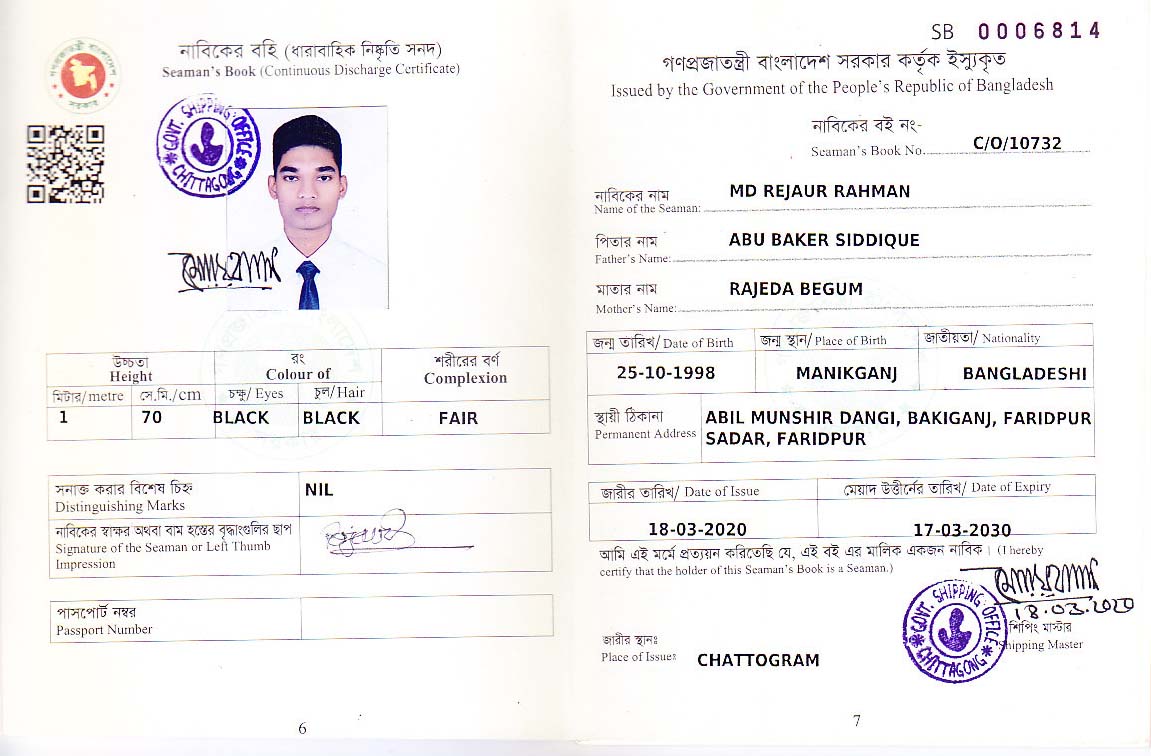 নাবিকের বহি (ধারাবাহিক নিষ্কৃতি সনদ)
Seaman's Book (Continuous Discharge Certificate)
GOVT. SHIPPING OFFICE
CHATTAGONG
উচ্চতা
Height
রং
Colour of
শরীরের বর্ণ
Complexion
মিটার/metre সে.মি./cm চক্ষু/ Eyes চুল/Hair
1 70 BLACK BLACK FAIR
সনাক্ত করার বিশেষ চিহ্ন
Distinguishing Marks
NIL
নাবিকের স্বাক্ষর অথবা বাম হস্তের বৃদ্ধাংগুলির ছাপ
Signature of the Seaman or Left Thumb
Impression
পাসপোর্ট নম্বর
Passport Number
6
SB 0006814
গণপ্রজাতন্ত্রী বাংলাদেশ সরকার কর্তৃক ইস্যুকৃত
Issued by the Government of the People's Republic of Bangladesh
নাবিকের বই নং-
Seaman's Book No. C/O/10732
নাবিকের নাম
Name of the Seaman: MD REJAUR RAHMAN
পিতার নাম
Father's Name: ABU BAKER SIDDIQUE
মাতার নাম
Mother's Name: RAJEDA BEGUM
জন্ম তারিখ/ Date of Birth জন্ম স্থান/ Place of Birth জাতীয়তা/ Nationality
25-10-1998 MANIKGANJ BANGLADESHI
স্থায়ী ঠিকানা
Permanent Address
ABIL MUNSHIR DANGI, BAKIGANJ, FARIDPUR
SADAR, FARIDPUR
জারীর তারিখ/ Date of Issue মেয়াদ উত্তীর্নের তারিখ/ Date of Expiry
18-03-2020 17-03-2030
আমি এই মর্মে প্রত্যয়ন করিতেছি যে, এই বই এর মালিক একজন নাবিক। (I hereby
certify that the holder of this Seaman's Book is a Seaman.)
18.03.2020
GOVT. SHIPPING OFFICE
CHATTAGONG
শিপিং মাস্টার
Shipping Master
জারীর স্থানঃ
Place of Issue: CHATTOGRAM
7